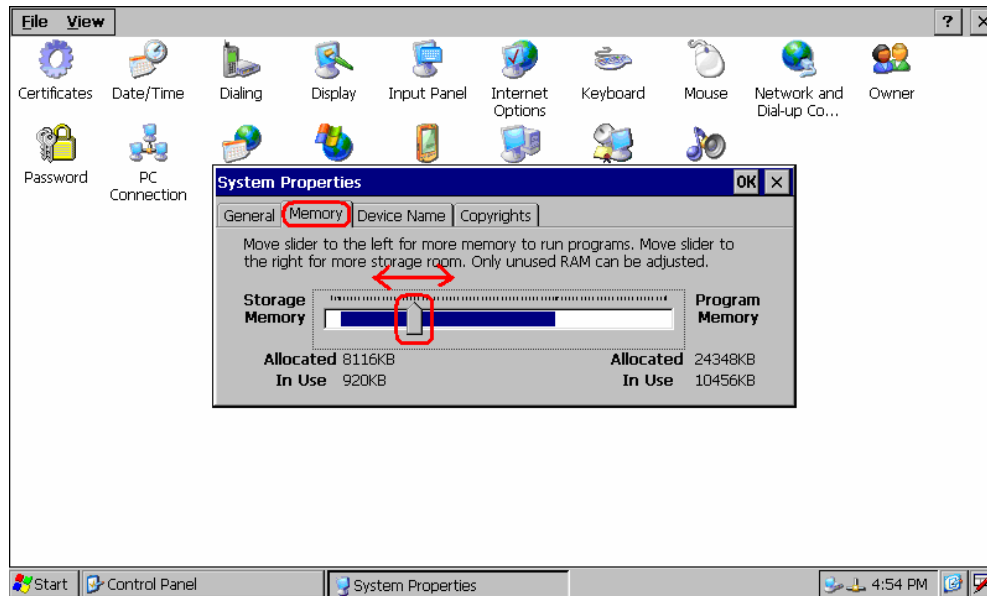 File View ?
Certificates Date/Time Dialing Display Input Panel Internet Options Keyboard Mouse Network and Dial-up Co... Owner
Password PC Connection
System Properties OK
General Memory Device Name Copyrights
Move slider to the left for more memory to run programs. Move slider to
the right for more storage room. Only unused RAM can be adjusted.
Storage Memory Program Memory
Allocated 8116KB Allocated 24348KB
In Use 920KB In Use 10456KB
Start Control Panel System Properties 4:54 PM